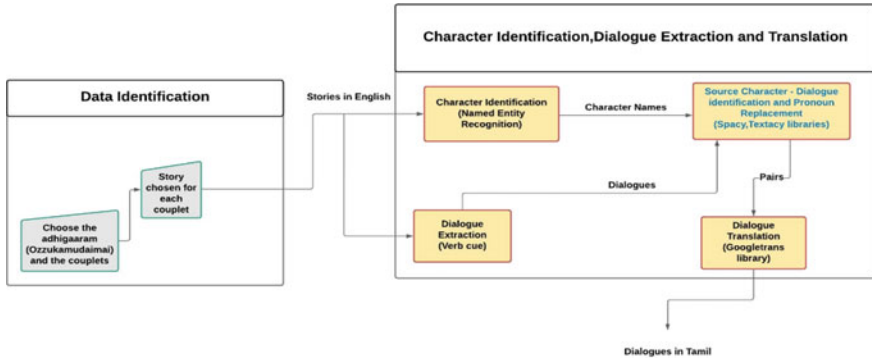 Character Identification,Dialogue Extraction and Translation
Data Identification
Stories in English
Character Identification
(Named Entity
Recognition)
Character Names
Source Character - Dialogue
identification and Pronoun
Replacement
(Spacy,Textacy libraries)
Story
chosen for
each
couplet
Dialogues
Pairs
Choose the
adhigaaram
(Ozzukamudaimai)
and the couplets
Dialogue
Extraction
(Verb cue)
Dialogue
Translation
(Googletrans
library)
Dialogues in Tamil